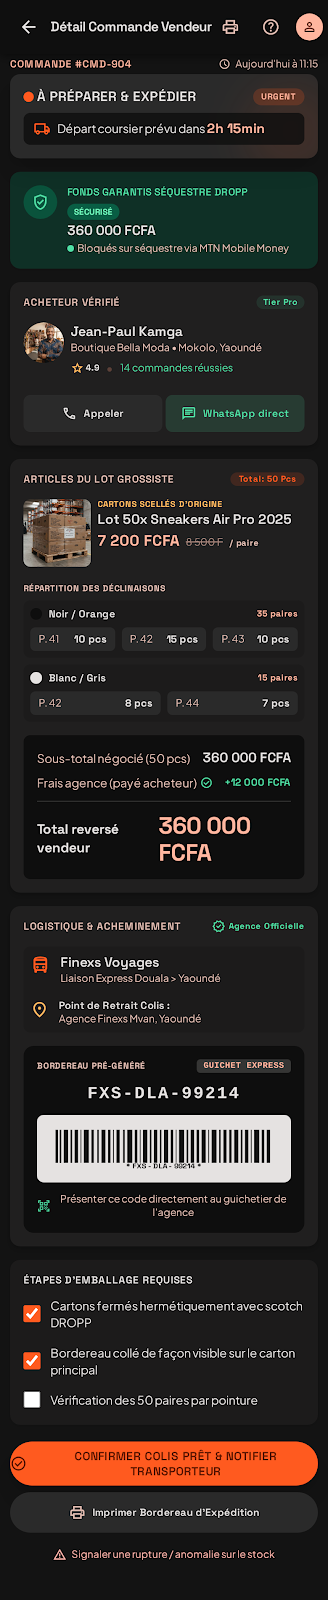 Détail Commande Vendeur
COMMANDE #CMD-904
Aujourd'hui à 11:15
À PRÉPARER & EXPÉDIER
URGENT
Départ coursier prévu dans 2h 15min
FONDS GARANTIS SÉQUESTRE DROPP
SÉCURISÉ
360 000 FCFA
Bloqués sur séquestre via MTN Mobile Money
ACHETEUR VÉRIFIÉ
Tier Pro
Jean-Paul Kamga
Boutique Bella Moda • Mokolo, Yaoundé
4.9 • 14 commandes réussies
Appeler
WhatsApp direct
ARTICLES DU LOT GROSSISTE
Total: 50 Pcs
CARTONS SCELLÉS D'ORIGINE
Lot 50x Sneakers Air Pro 2025
7 200 FCFA 8 500 F / paire
RÉPARTITION DES DÉCLINAISONS
Noir / Orange
35 paires
P. 41 10 pcs
P. 42 15 pcs
P. 43 10 pcs
Blanc / Gris
15 paires
P. 42 8 pcs
P. 44 7 pcs
Sous-total négocié (50 pcs) 360 000 FCFA
Frais agence (payé acheteur) +12 000 FCFA
Total reversé
vendeur
360 000
FCFA
LOGISTIQUE & ACHEMINEMENT
Agence Officielle
Finexs Voyages
Liaison Express Douala > Yaoundé
Point de Retrait Colis :
Agence Finexs Mvan, Yaoundé
BORDEREAU PRÉ-GÉNÉRÉ
GUICHET EXPRESS
FXS-DLA-99214
* FXS-DLA-99214 *
Présenter ce code directement au guichetier de
l'agence
ÉTAPES D'EMBALLAGE REQUISES
Cartons fermés hermétiquement avec scotch
DROPP
Bordereau collé de façon visible sur le carton
principal
Vérification des 50 paires par pointure
CONFIRMER COLIS PRÊT & NOTIFIER
TRANSPORTEUR
Imprimer Bordereau d'Expédition
Signaler une rupture / anomalie sur le stock